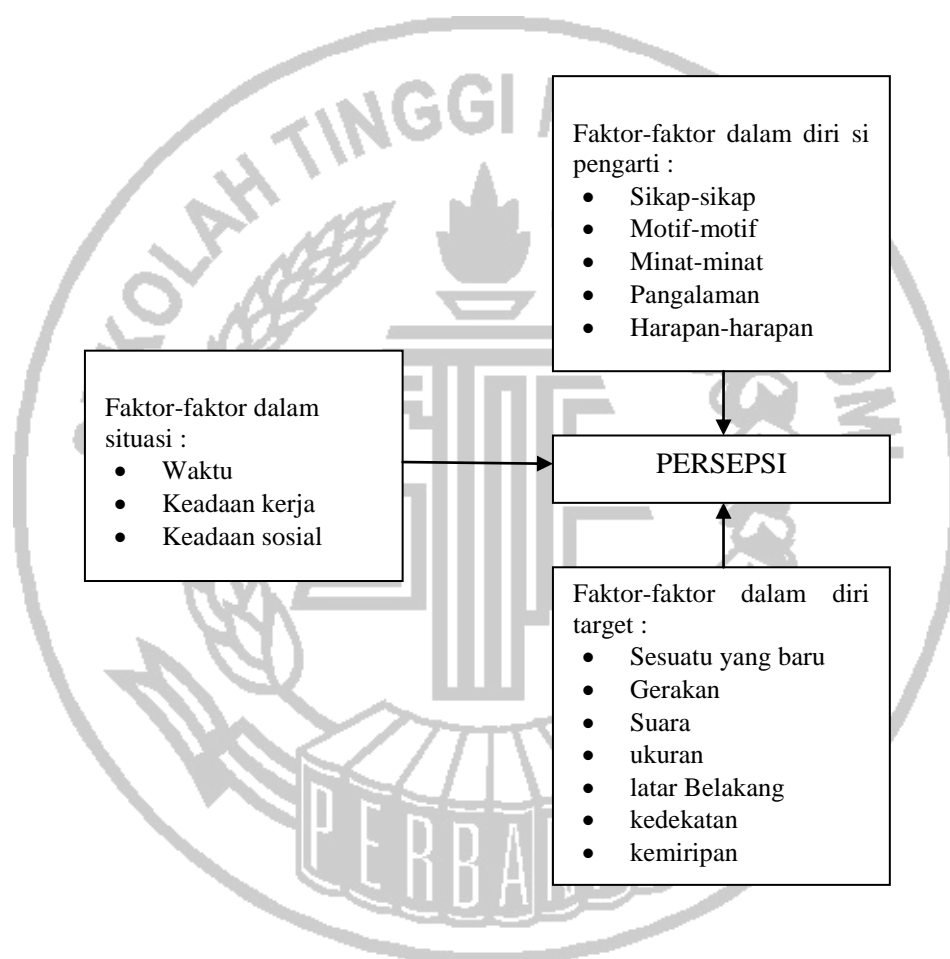 KOLAH TINGGI
Faktor-faktor dalam diri si
pengarti :
• Sikap-sikap
• Motif-motif
• Minat-minat
• Pangalaman
• Harapan-harapan
Faktor-faktor dalam
situasi :
• Waktu
• Keadaan kerja
• Keadaan sosial
PERSEPSI
Faktor-faktor dalam diri
target :
• Sesuatu yang baru
• Gerakan
• Suara
• ukuran
• latar Belakang
• kedekatan
• kemiripan
PERBA